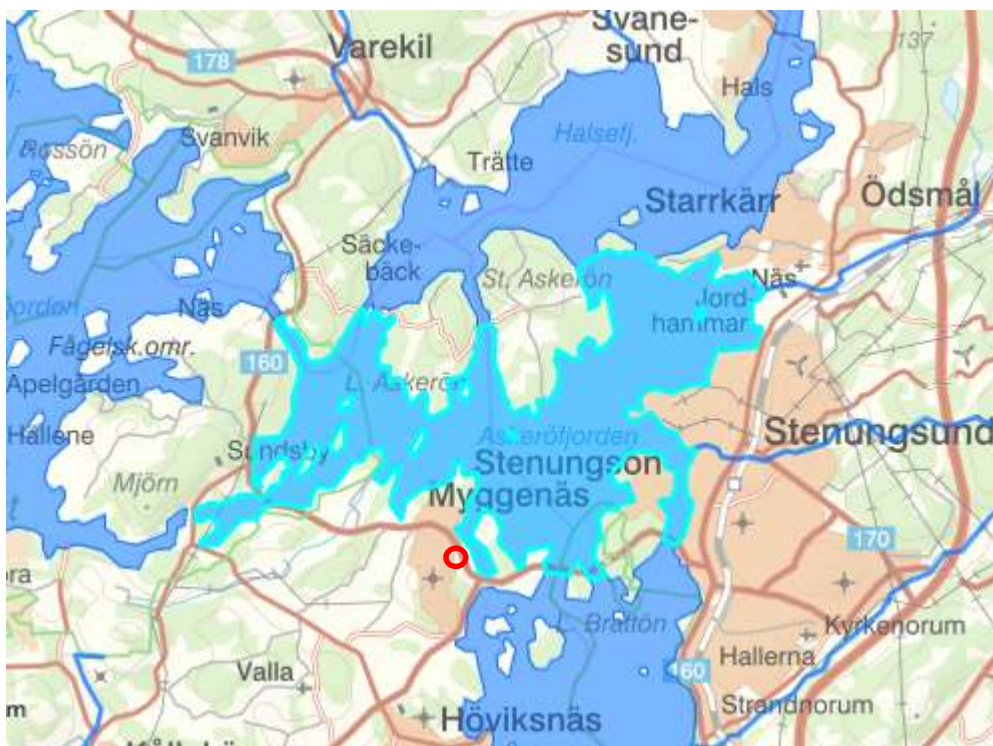 Svane-
sund
Varekil
178
137
Hals
Svanvik
Halsefj.
Trätte
Starrkärr
Ödsmål
Säcke-
bäck
St. Askerön
Näs
Näs
Jord-
hammar
Fågelsk.omr.
160
L. Askerön
Apelgården
Hallene
Sundsby
Askeröfjorden
Stenungsund
Stenungsön
Mjörn
Myggenäs
170
Brattön
Kyrkenorum
Valla
160
Hallerna
Strandnorum
Höviksnäs